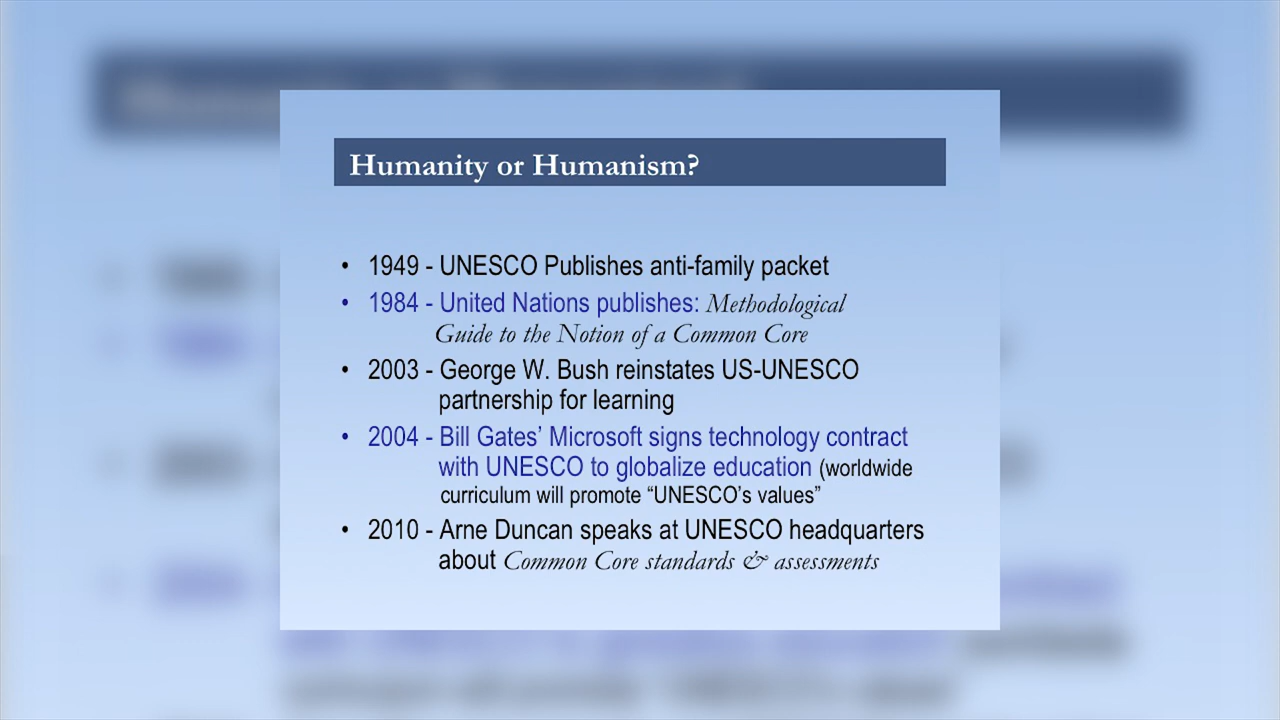 Humanity or Humanism?
• 1949 - UNESCO Publishes anti-family packet
• 1984 - United Nations publishes: Methodological
Guide to the Notion of a Common Core
• 2003 - George W. Bush reinstates US-UNESCO
partnership for learning
• 2004 - Bill Gates’ Microsoft signs technology contract
with UNESCO to globalize education (worldwide
curriculum will promote “UNESCO’s values”
• 2010 - Arne Duncan speaks at UNESCO headquarters
about Common Core standards & assessments